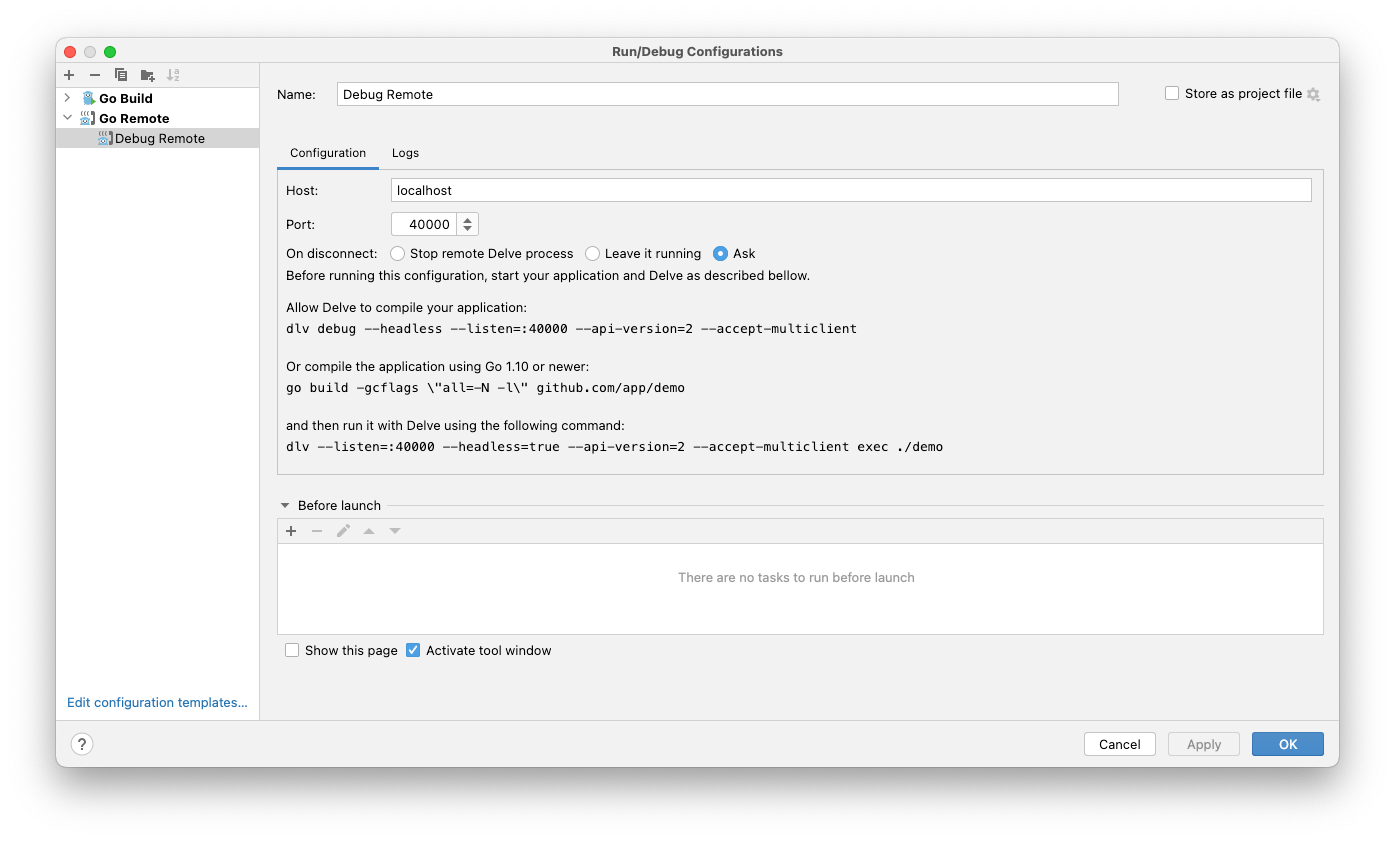 Run/Debug Configurations
Go Build
Go Remote
Debug Remote
Edit configuration templates...
Name: Debug Remote
Store as project file
Configuration Logs
Host: localhost
Port: 40000
On disconnect: Stop remote Delve process Leave it running Ask
Before running this configuration, start your application and Delve as described bellow.
Allow Delve to compile your application:
dlv debug --headless --listen=:40000 --api-version=2 --accept-multiclient
Or compile the application using Go 1.10 or newer:
go build -gcflags \"all=-N -l\" github.com/app/demo
and then run it with Delve using the following command:
dlv --listen=:40000 --headless=true --api-version=2 --accept-multiclient exec ./demo
Before launch
There are no tasks to run before launch
Show this page Activate tool window
? Cancel Apply OK